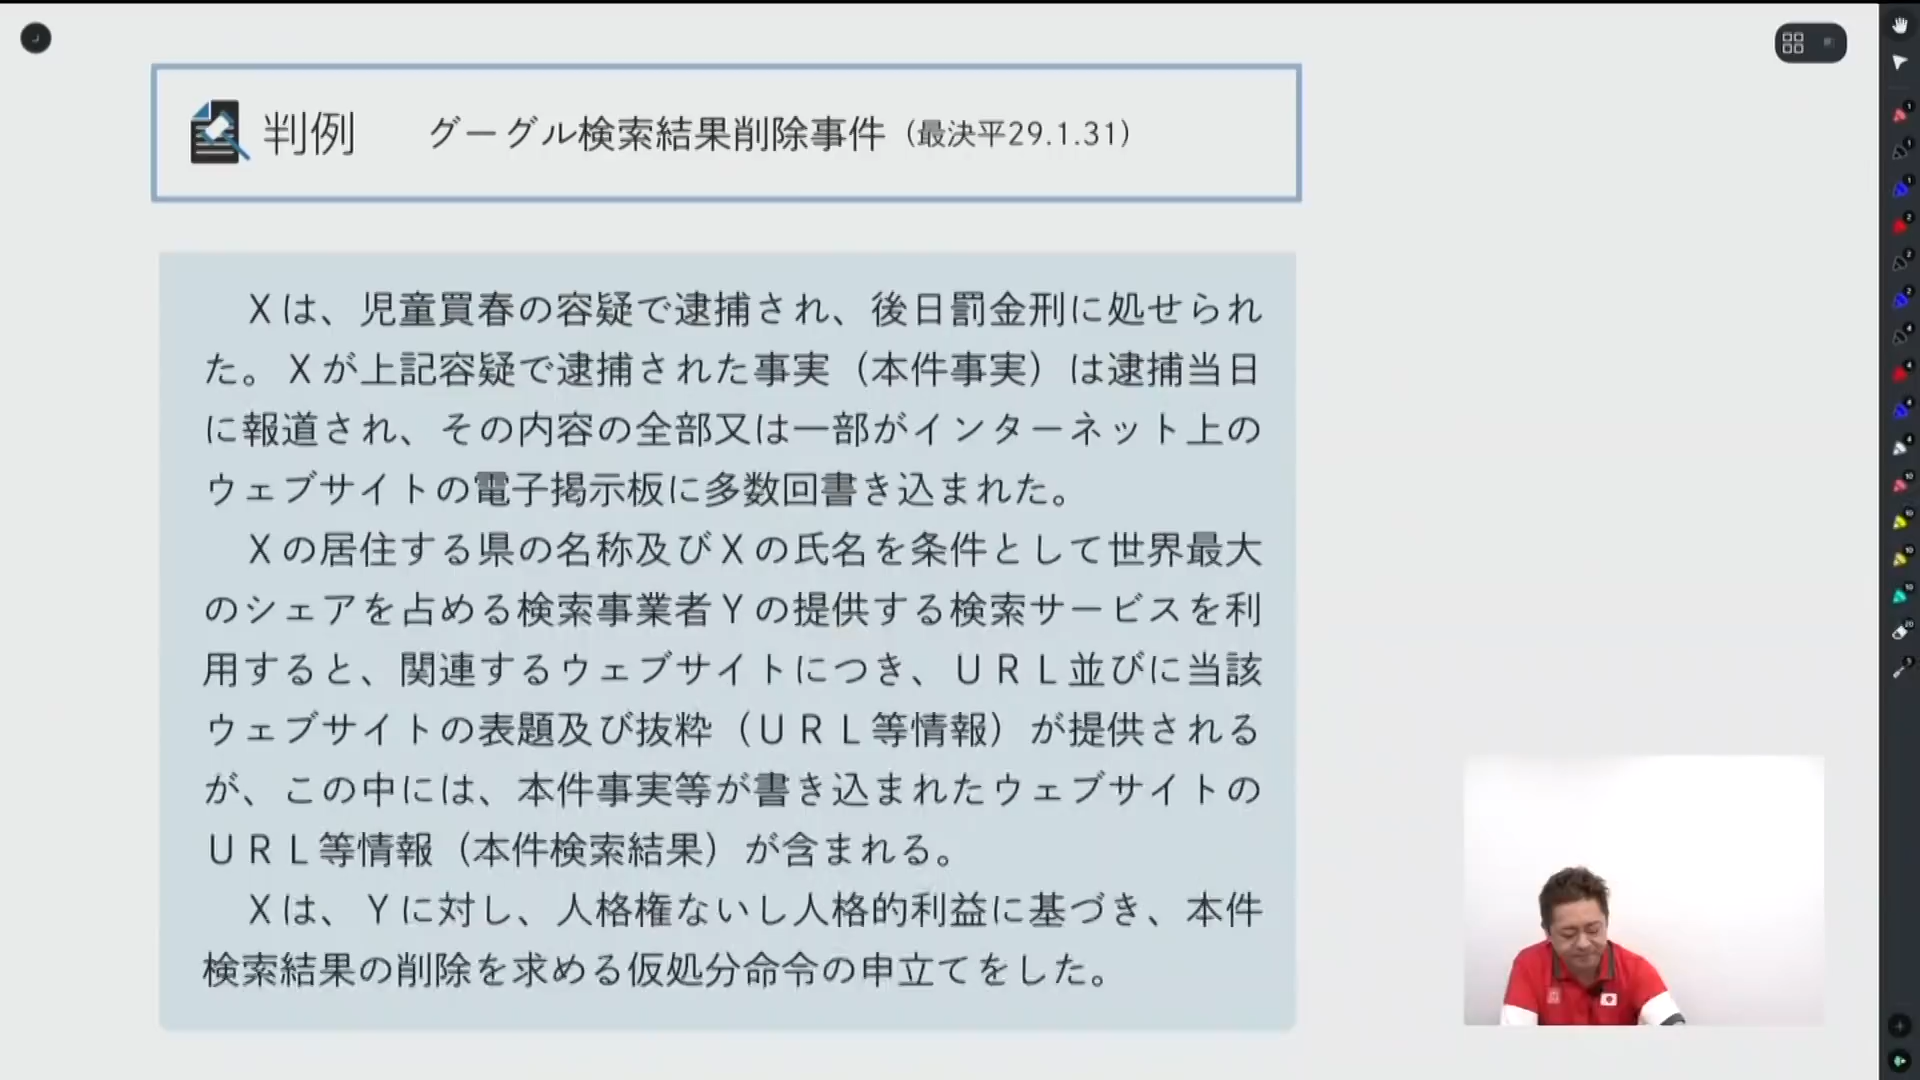 判例 グーグル検索結果削除事件（最決平29.1.31）
Xは、児童買春の容疑で逮捕され、後日罰金刑に処せられ
た。Xが上記容疑で逮捕された事実（本件事実）は逮捕当日
に報道され、その内容の全部又は一部がインターネット上の
ウェブサイトの電子掲示板に多数回書き込まれた。
Xの居住する県の名称及びXの氏名を条件として世界最大
のシェアを占める検索事業者Yの提供する検索サービスを利
用すると、関連するウェブサイトにつき、URL並びに当該
ウェブサイトの表題及び抜粋（URL等情報）が提供される
が、この中には、本件事実等が書き込まれたウェブサイトの
URL等情報（本件検索結果）が含まれる。
Xは、Yに対し、人格権ないし人格的利益に基づき、本件
検索結果の削除を求める仮処分命令の申立てをした。